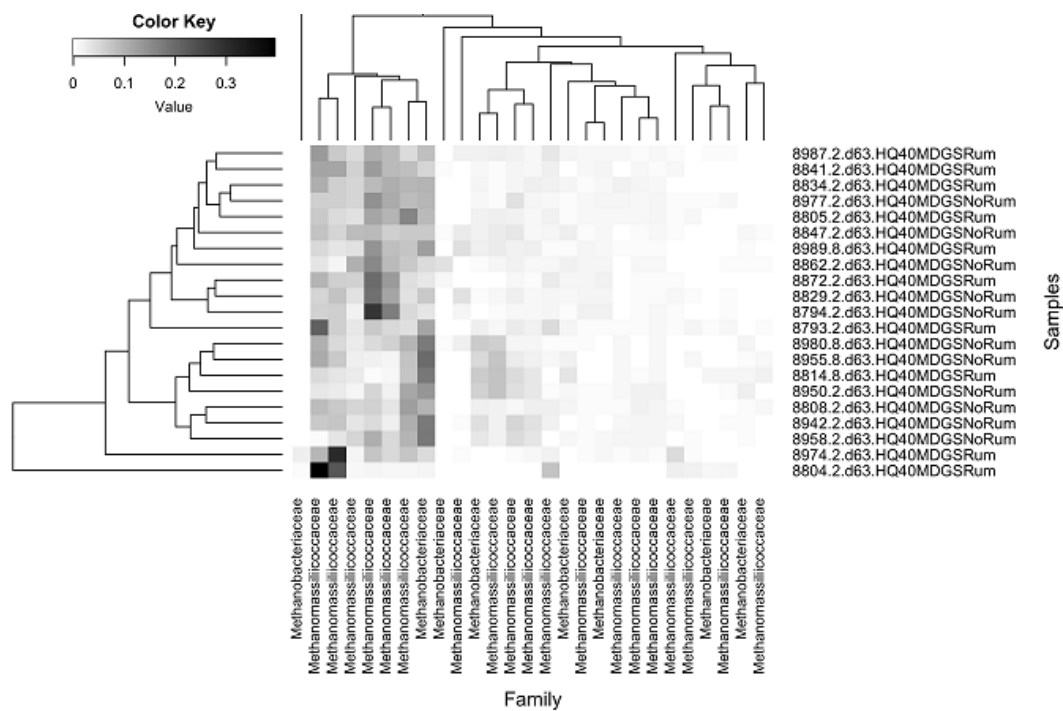 Color Key
0 0.1 0.2 0.3
Value
8987.2.d63.HQ40MDGSRum
8841.2.d63.HQ40MDGSRum
8834.2.d63.HQ40MDGSRum
8977.2.d63.HQ40MDGSNoRum
8805.2.d63.HQ40MDGSRum
8847.2.d63.HQ40MDGSNoRum
8989.8.d63.HQ40MDGSRum
8862.2.d63.HQ40MDGSNoRum
8872.2.d63.HQ40MDGSRum
8829.2.d63.HQ40MDGSNoRum
8794.2.d63.HQ40MDGSNoRum
8793.2.d63.HQ40MDGSRum
8980.8.d63.HQ40MDGSNoRum
8955.8.d63.HQ40MDGSNoRum
8814.8.d63.HQ40MDGSRum
8950.2.d63.HQ40MDGSNoRum
8808.2.d63.HQ40MDGSNoRum
8942.2.d63.HQ40MDGSNoRum
8958.2.d63.HQ40MDGSNoRum
8974.2.d63.HQ40MDGSRum
8804.2.d63.HQ40MDGSRum
Samples
Methanobacteriaceae
Methanomassiliicoccaceae
Methanomassiliicoccaceae
Methanomassiliicoccaceae
Methanomassiliicoccaceae
Methanomassiliicoccaceae
Methanomassiliicoccaceae
Methanobacteriaceae
Methanobacteriaceae
Methanomassiliicoccaceae
Methanobacteriaceae
Methanomassiliicoccaceae
Methanomassiliicoccaceae
Methanomassiliicoccaceae
Methanomassiliicoccaceae
Methanobacteriaceae
Methanomassiliicoccaceae
Methanobacteriaceae
Methanomassiliicoccaceae
Methanomassiliicoccaceae
Methanomassiliicoccaceae
Methanomassiliicoccaceae
Methanomassiliicoccaceae
Methanobacteriaceae
Methanomassiliicoccaceae
Methanobacteriaceae
Methanomassiliicoccaceae
Family